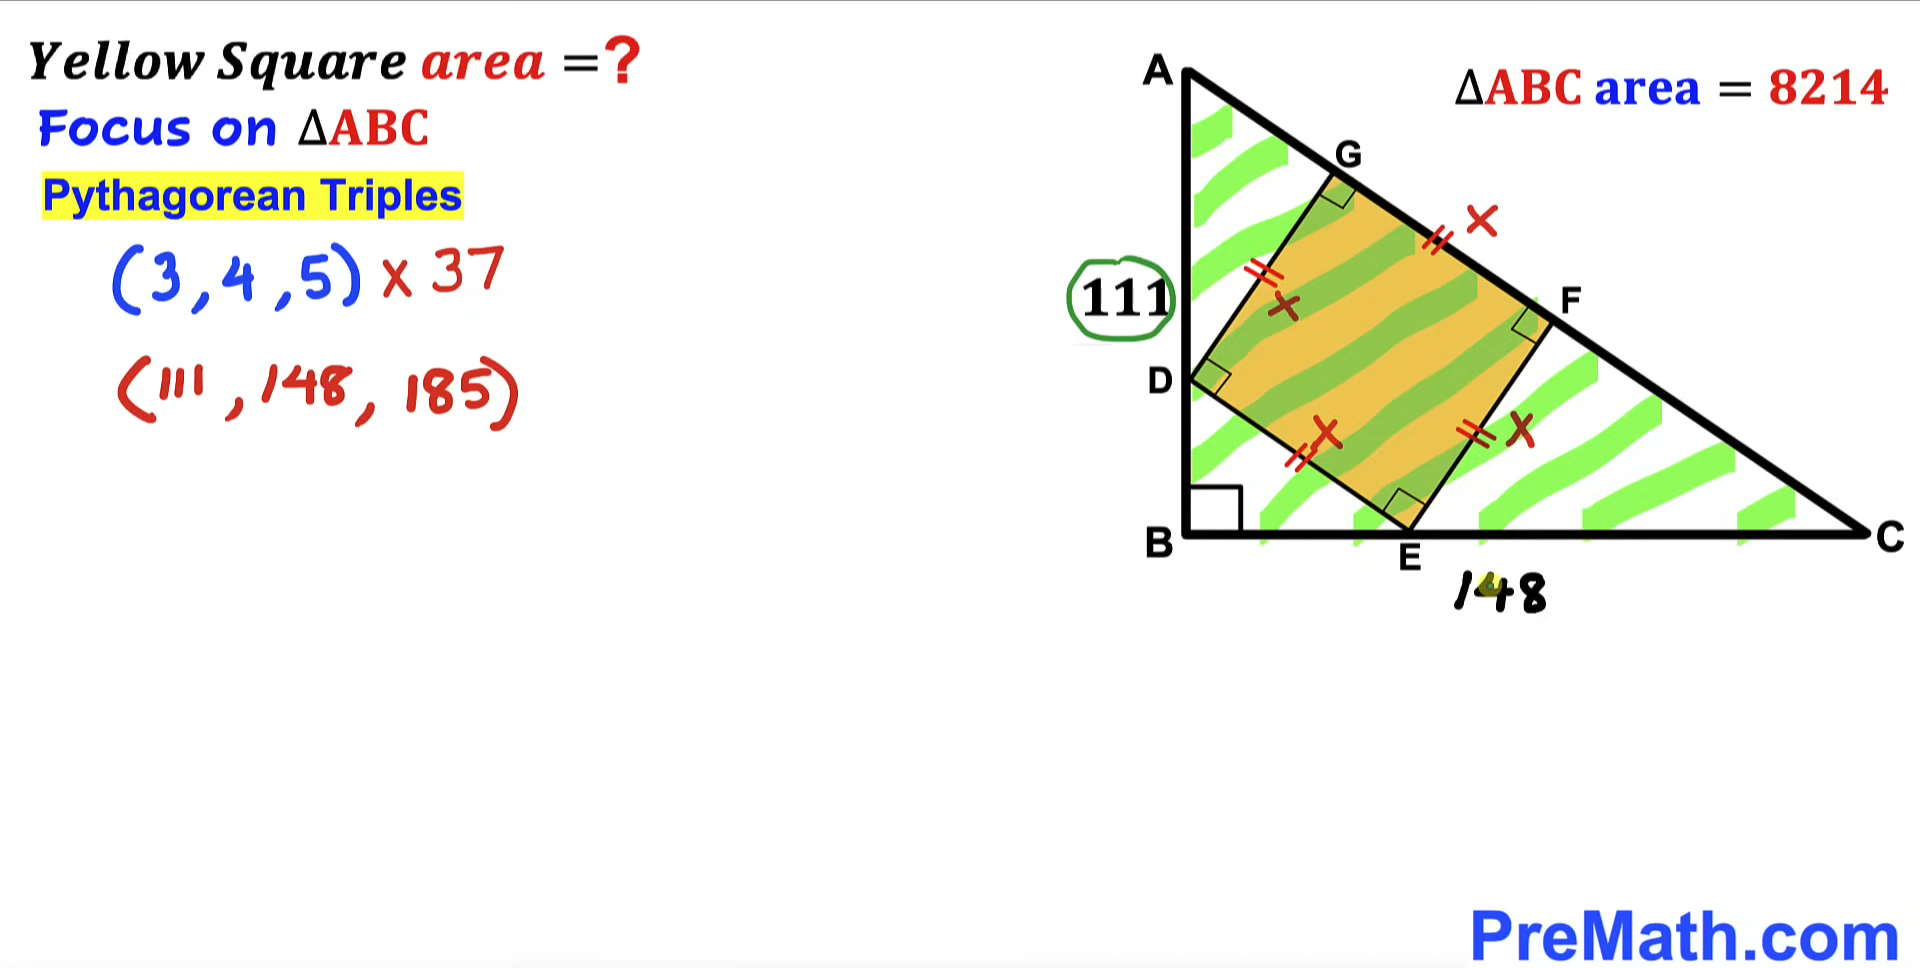 Yellow Square area =?
Focus on ΔABC
Pythagorean Triples
(3,4,5) x 37
(111, 148, 185)
ΔABC area = 8214
A
G
X
F
111
X
D
X
X
B
E
C
148
PreMath.com